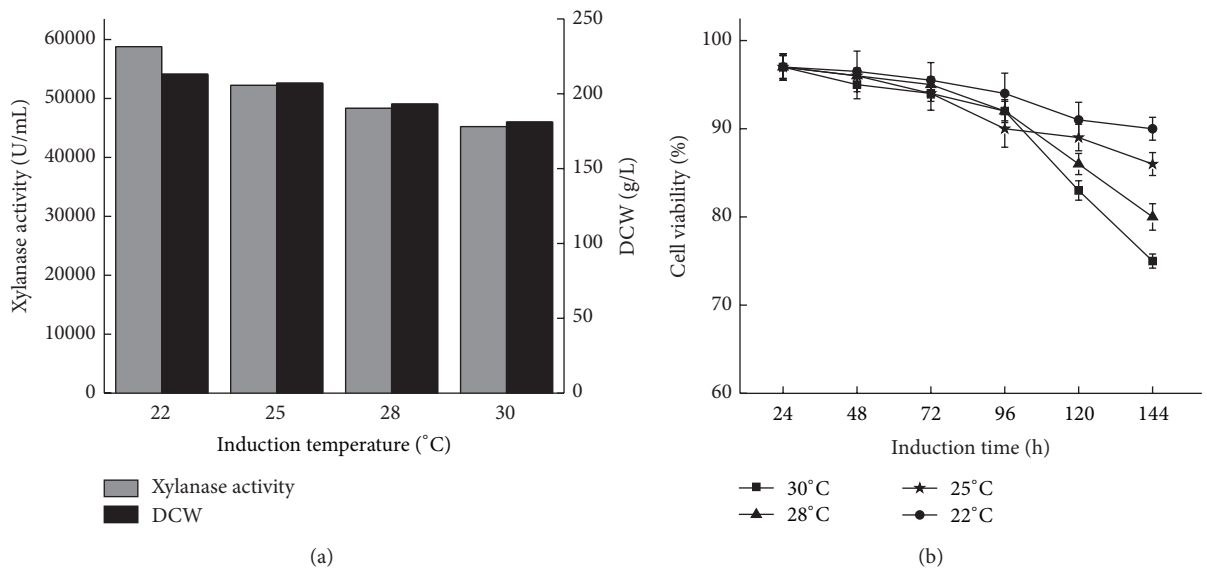 60000
50000
40000
30000
20000
10000
0
Xylanase activity (U/mL)
250
200
150
100
50
0
DCW (g/L)
22 25 28 30
Induction temperature (°C)
Xylanase activity
DCW
(a)
100
90
80
70
60
Cell viability (%)
24 48 72 96 120 144
Induction time (h)
30°C 25°C
28°C 22°C
(b)